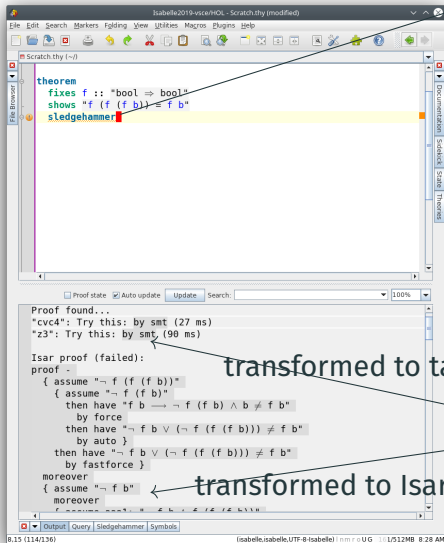 Isabelle2019-vsce/HOL - Scratch.thy (modified)
File Edit Search Markers Folding View Utilities Macros Plugins Help
Scratch.thy (~/)
File Browser
Documentation Sidekick State Theories
theorem
fixes f :: "bool ⇒ bool"
shows "f (f (f b)) = f b"
sledgehammer
Proof state Auto update Update Search: 100%
Proof found...
"cvc4": Try this: by smt (27 ms)
"z3": Try this: by smt (90 ms)
Isar proof (failed):
proof -
{ assume "¬ f (f (f b))"
{ assume "¬ f (f b)"
then have "f b ⟶ ¬ f (f b) ∧ b ≠ f b"
by force
then have "¬ f b ∨ (¬ f (f (f b))) ≠ f b"
by auto }
then have "¬ f b ∨ (¬ f (f (f b))) ≠ f b"
by fastforce }
moreover
{ assume "¬ f b"
moreover
transformed to ta
transformed to Isar
Output Query Sledgehammer Symbols
8,15 (114/136) (isabelle,isabelle,UTF-8-Isabelle) n m r o UG 1/512MB 8:28 AM